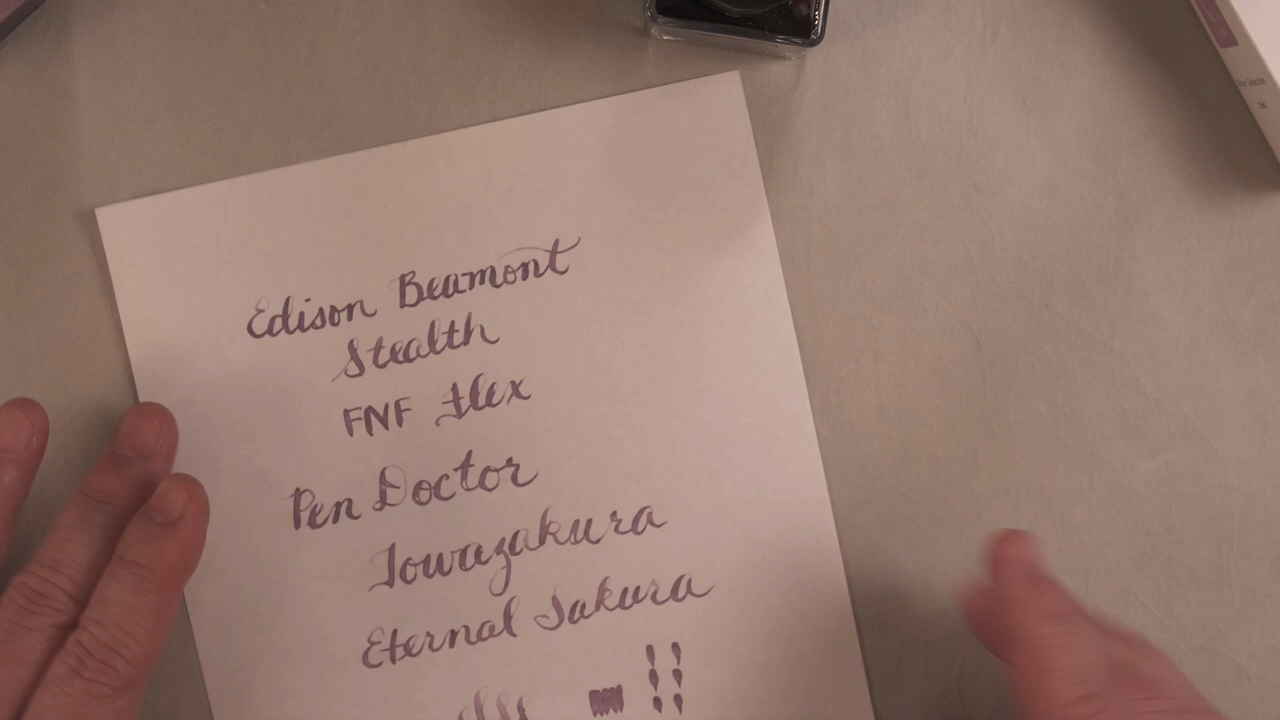 Edison Beamont
Stealth
FNF Flex
Pen Doctor
Iowazakura
Eternal Sakura